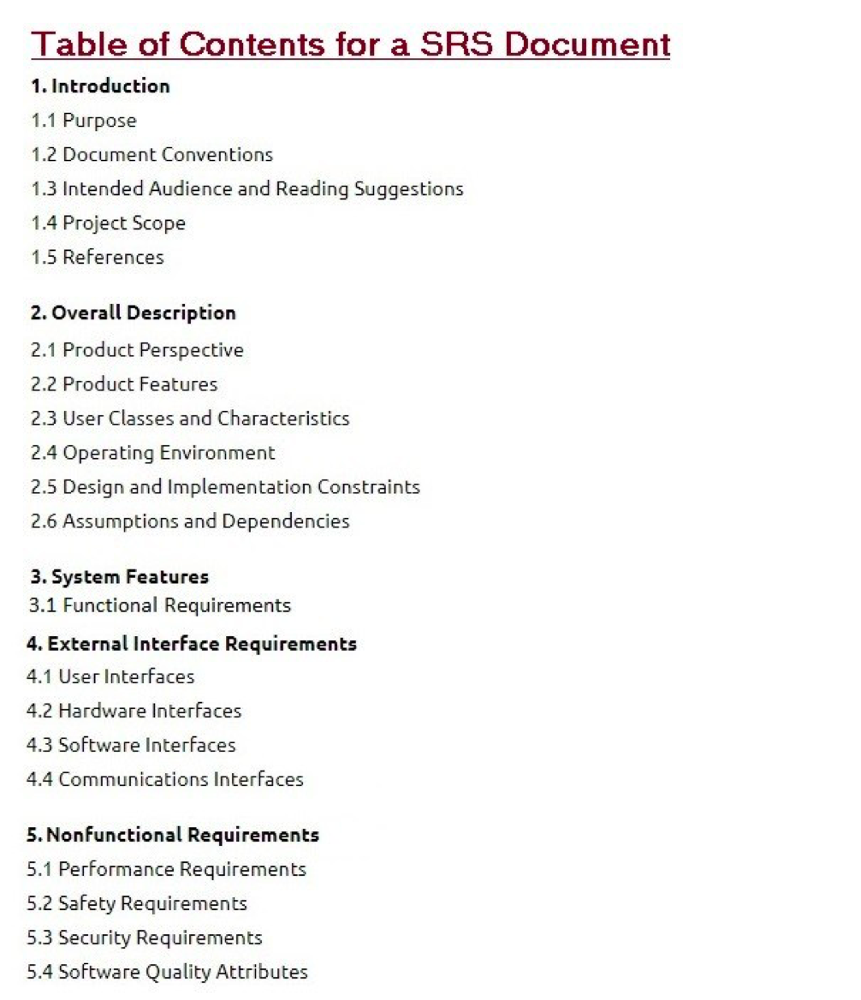 Table of Contents for a SRS Document
1. Introduction
1.1 Purpose
1.2 Document Conventions
1.3 Intended Audience and Reading Suggestions
1.4 Project Scope
1.5 References
2. Overall Description
2.1 Product Perspective
2.2 Product Features
2.3 User Classes and Characteristics
2.4 Operating Environment
2.5 Design and Implementation Constraints
2.6 Assumptions and Dependencies
3. System Features
3.1 Functional Requirements
4. External Interface Requirements
4.1 User Interfaces
4.2 Hardware Interfaces
4.3 Software Interfaces
4.4 Communications Interfaces
5. Nonfunctional Requirements
5.1 Performance Requirements
5.2 Safety Requirements
5.3 Security Requirements
5.4 Software Quality Attributes